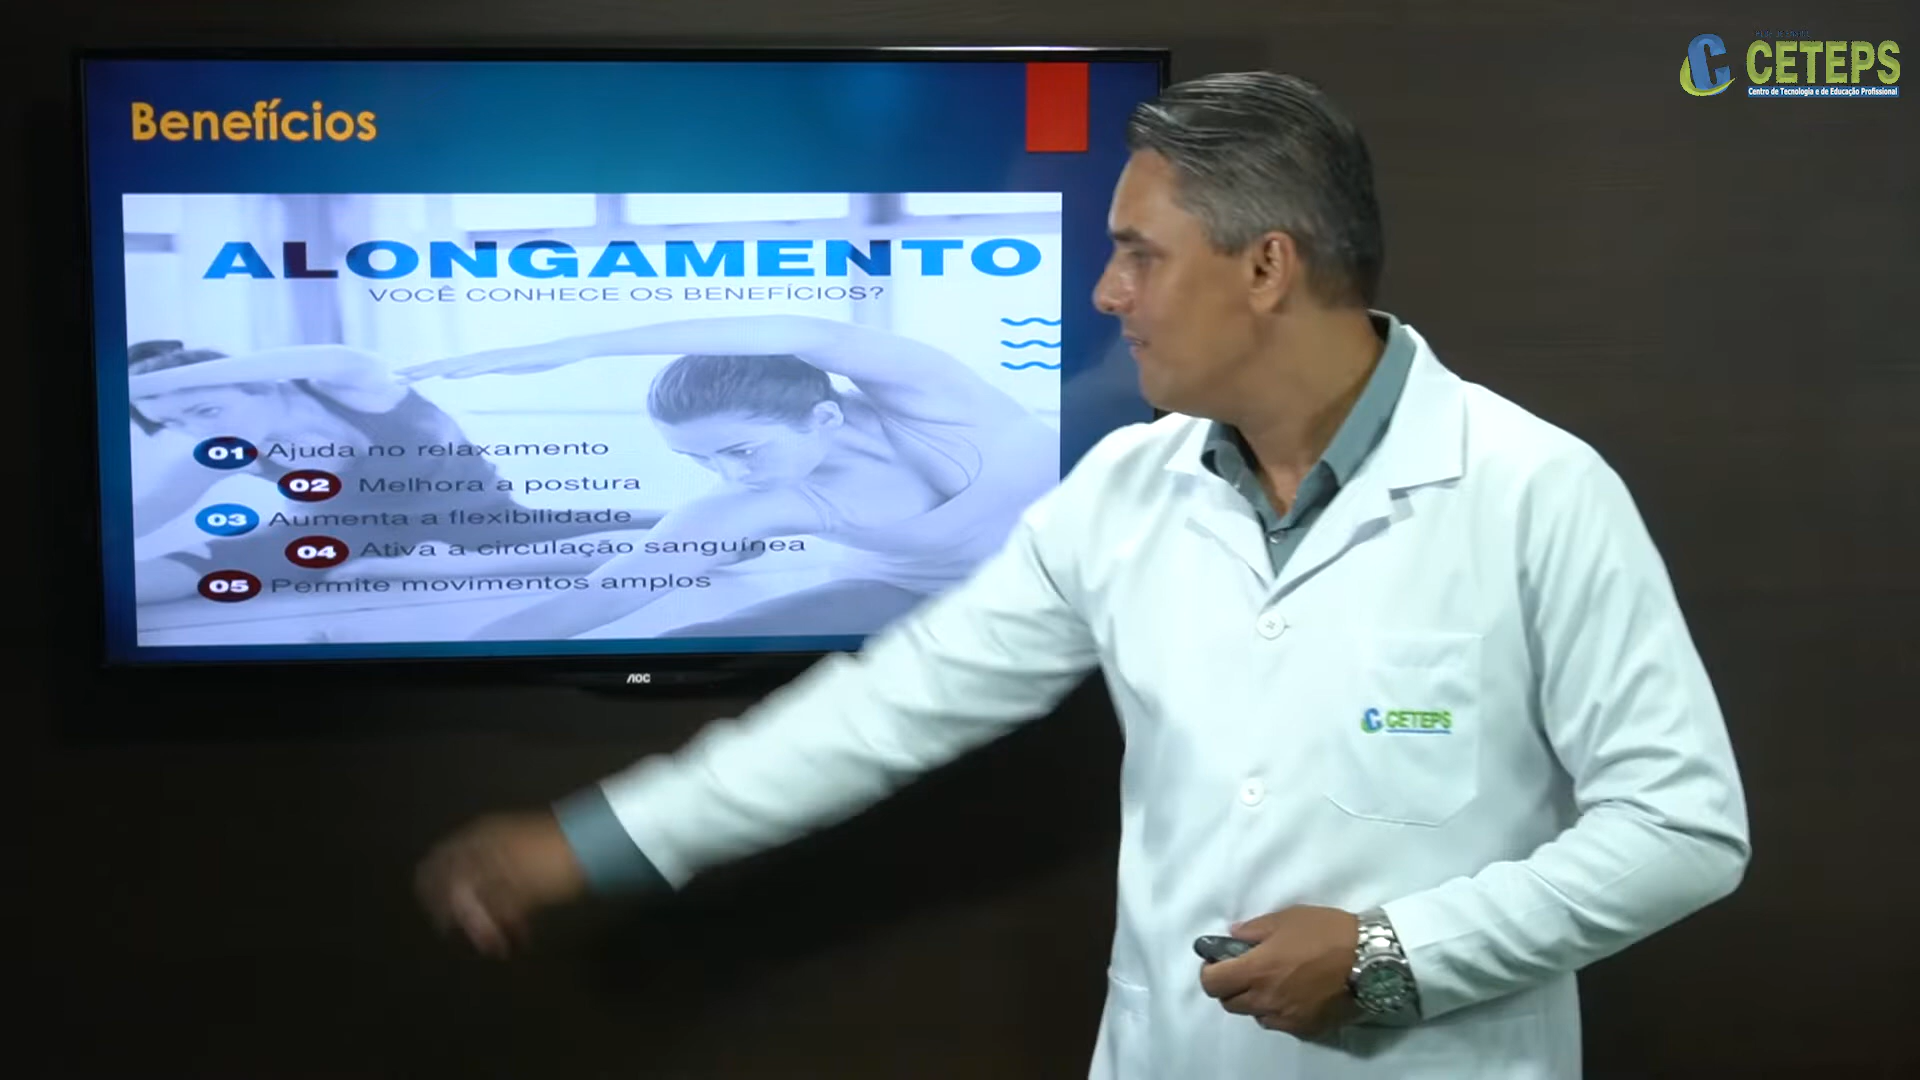 CETEPS
Centro de Tecnologia e de Educação Profissional
Benefícios
ALONGAMENTO
VOCÊ CONHECE OS BENEFÍCIOS?
01 Ajuda no relaxamento
02 Melhora a postura
03 Aumenta a flexibilidade
04 Ativa a circulação sanguínea
05 Permite movimentos amplos
AOC
CETEPS